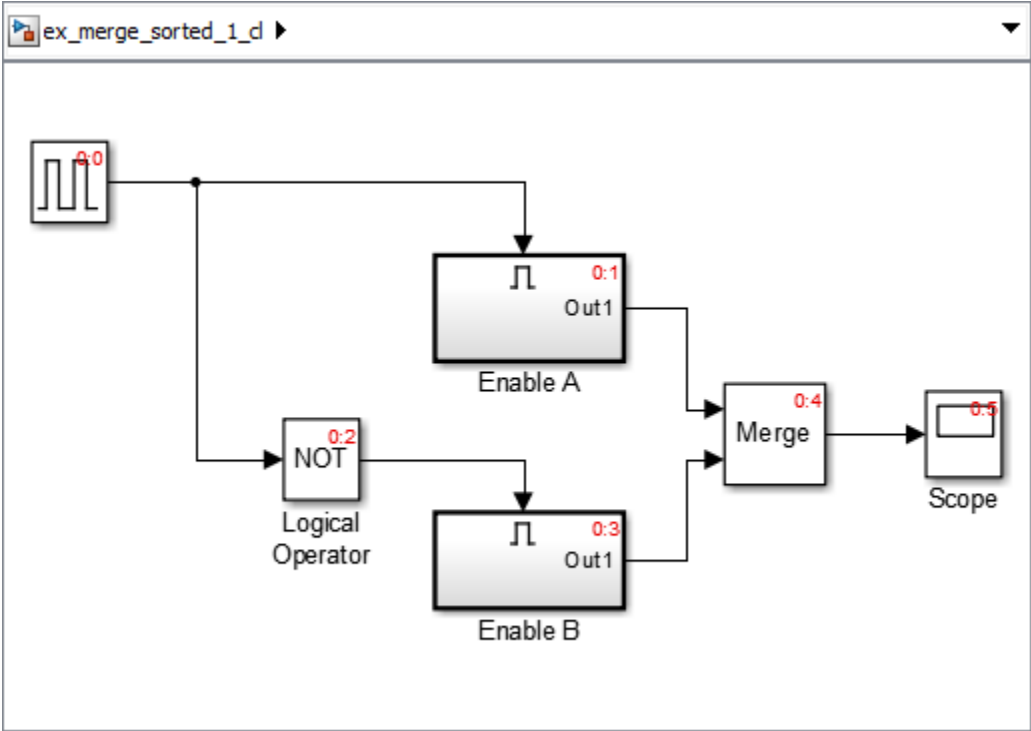 ex_merge_sorted_1_cl
0:0
0:1
Out1
Enable A
0:2
NOT
Logical
Operator
0:3
Out1
Enable B
0:4
Merge
0:5
Scope